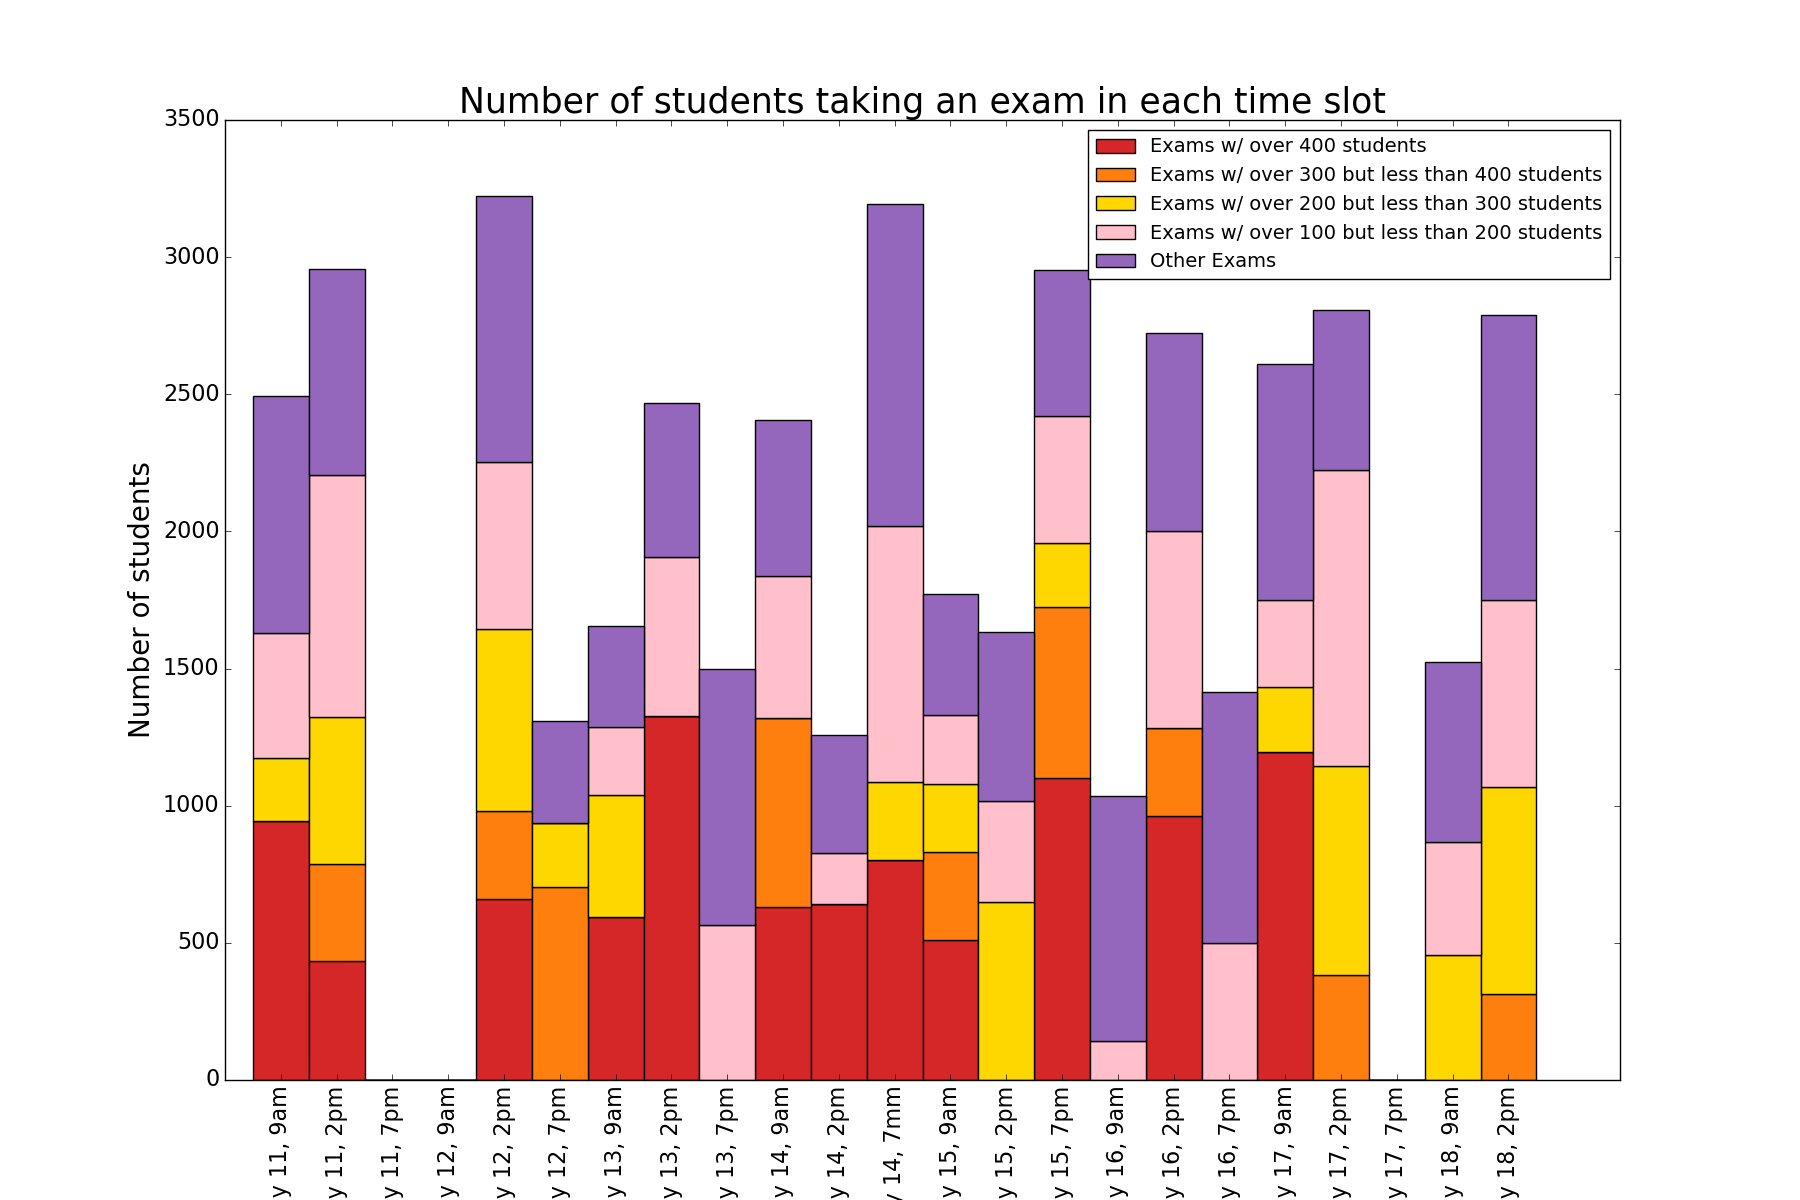 Number of students taking an exam in each time slot
Exams w/ over 400 students
Exams w/ over 300 but less than 400 students
Exams w/ over 200 but less than 300 students
Exams w/ over 100 but less than 200 students
Other Exams
Number of students
3500
3000
2500
2000
1500
1000
500
0
y 11, 9am
y 11, 2pm
y 11, 7pm
y 12, 9am
y 12, 2pm
y 12, 7pm
y 13, 9am
y 13, 2pm
y 13, 7pm
y 14, 9am
y 14, 2pm
y 14, 7mm
y 15, 9am
y 15, 2pm
y 15, 7pm
y 16, 9am
y 16, 2pm
y 16, 7pm
y 17, 9am
y 17, 2pm
y 17, 7pm
y 18, 9am
y 18, 2pm